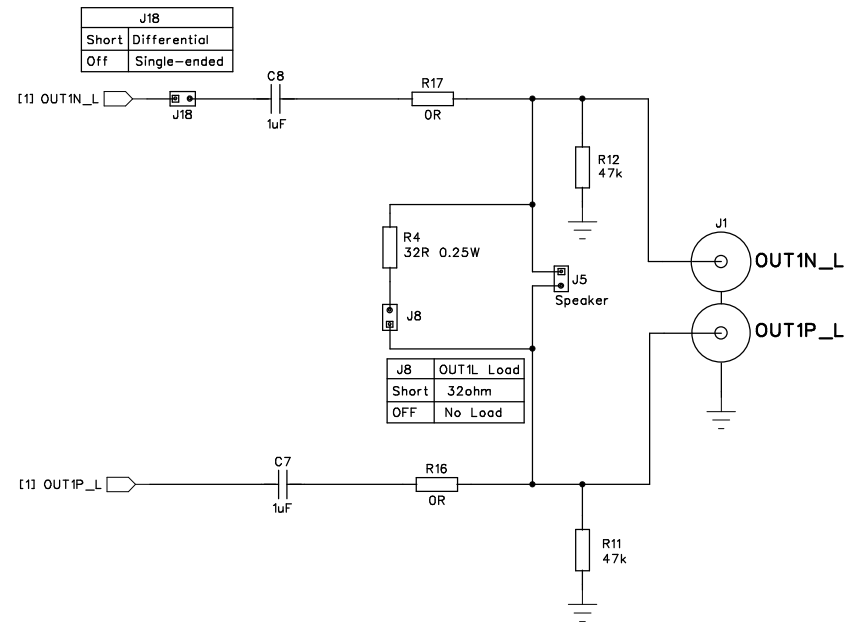 J18
Short Differential
Off Single-ended
[1] OUT1N_L
J18
C8
1uF
R17
0R
R12
47k
R4
32R 0.25W
J8
J5
Speaker
J1
OUT1N_L
OUT1P_L
J8 OUT1L Load
Short 32ohm
OFF No Load
[1] OUT1P_L
C7
1uF
R16
0R
R11
47k